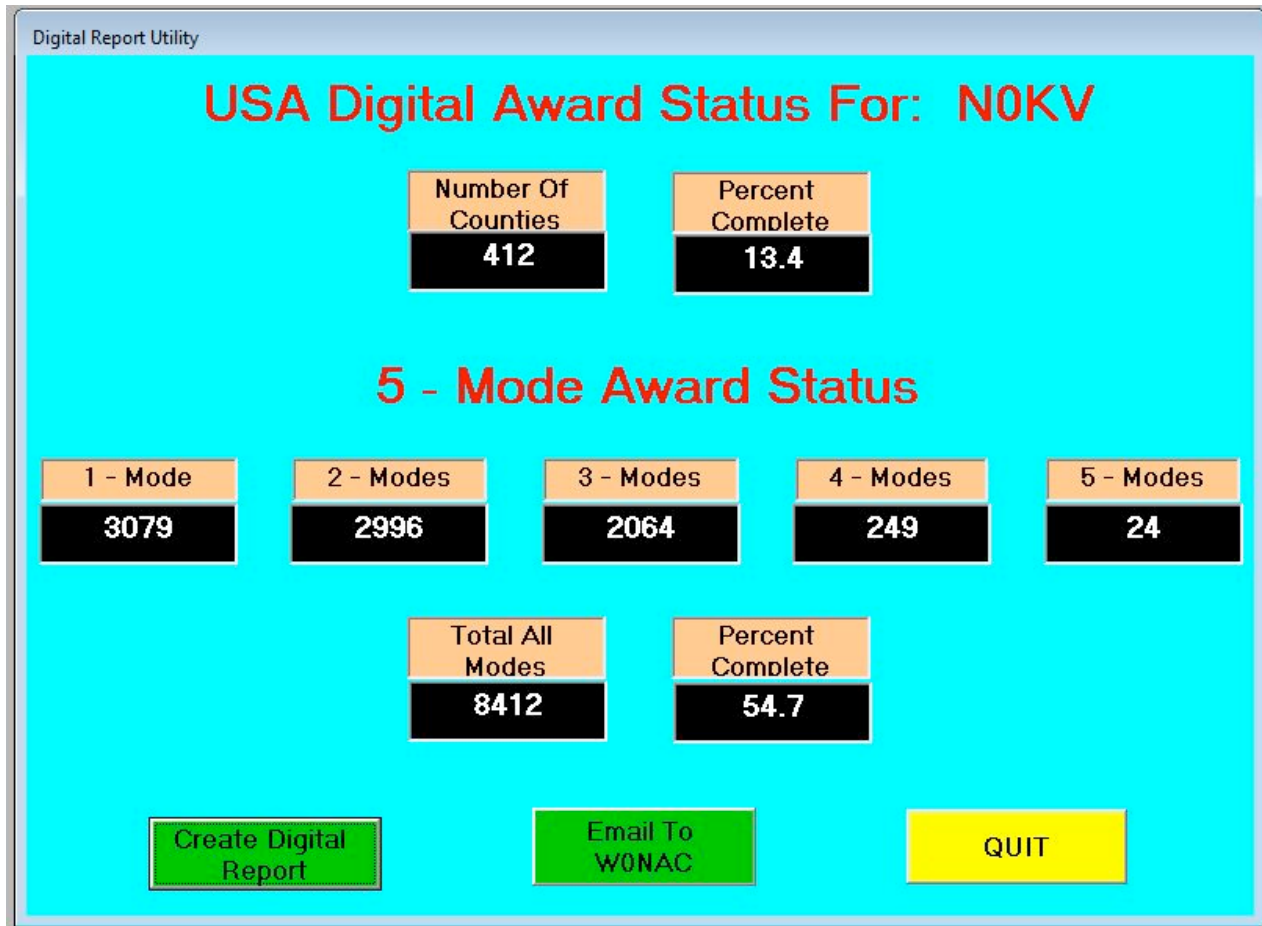 Digital Report Utility
USA Digital Award Status For: N0KV
Number Of
Counties
412
Percent
Complete
13.4
5 - Mode Award Status
1 - Mode
2 - Modes
3 - Modes
4 - Modes
5 - Modes
3079
2996
2064
249
24
Total All
Modes
8412
Percent
Complete
54.7
Create Digital
Report
Email To
W0NAC
QUIT